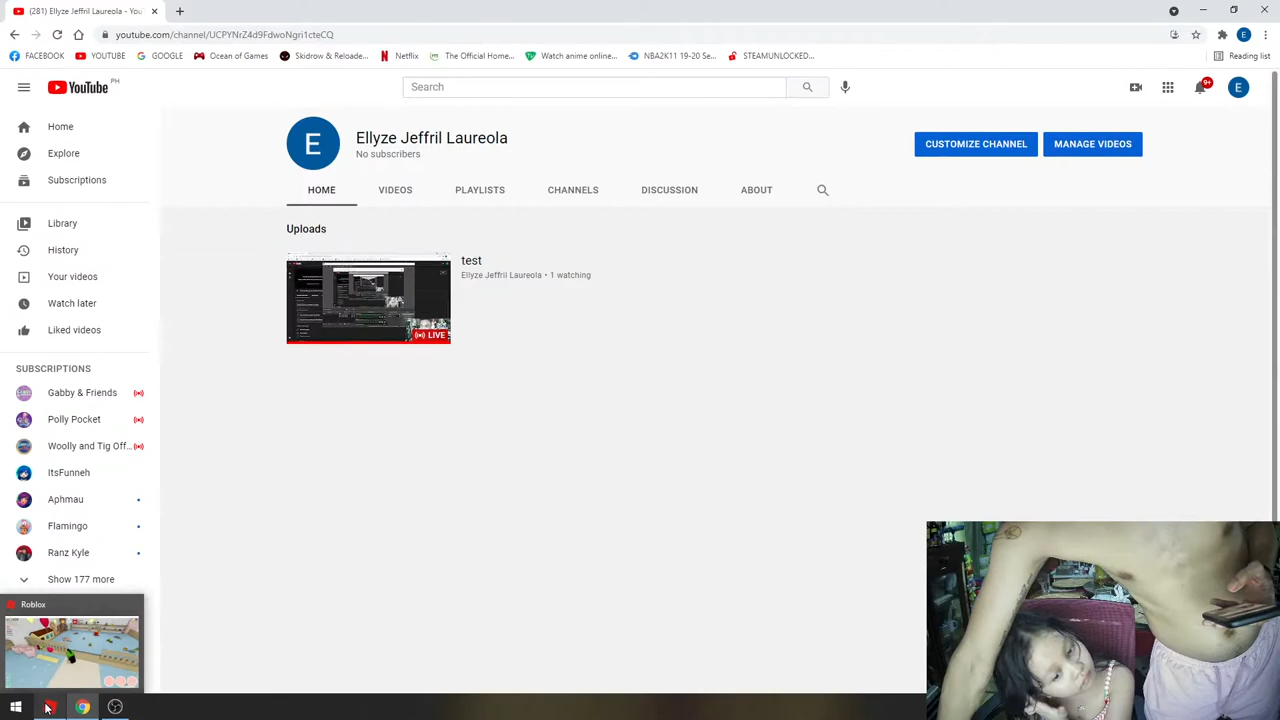 (281) Ellyze Jeffril Laureola - You
youtube.com/channel/UCPYNrZ4d9FdwoNgri1cteCQ
FACEBOOK YOUTUBE GOOGLE Ocean of Games Skidrow & Reloade... Netflix The Official Home... Watch anime online... NBA2K11 19-20 Se... STEAMUNLOCKED... Reading list
YouTube PH Search 9+ E
Home
Explore
Subscriptions
Library
History
Your videos
Watch later
Liked videos
SUBSCRIPTIONS
Gabby & Friends
Polly Pocket
Woolly and Tig Off...
ItsFunneh
Aphmau
Flamingo
Ranz Kyle
Show 177 more
E
Ellyze Jeffril Laureola
No subscribers
CUSTOMIZE CHANNEL MANAGE VIDEOS
HOME VIDEOS PLAYLISTS CHANNELS DISCUSSION ABOUT
Uploads
test
Ellyze Jeffril Laureola • 1 watching
LIVE
Roblox